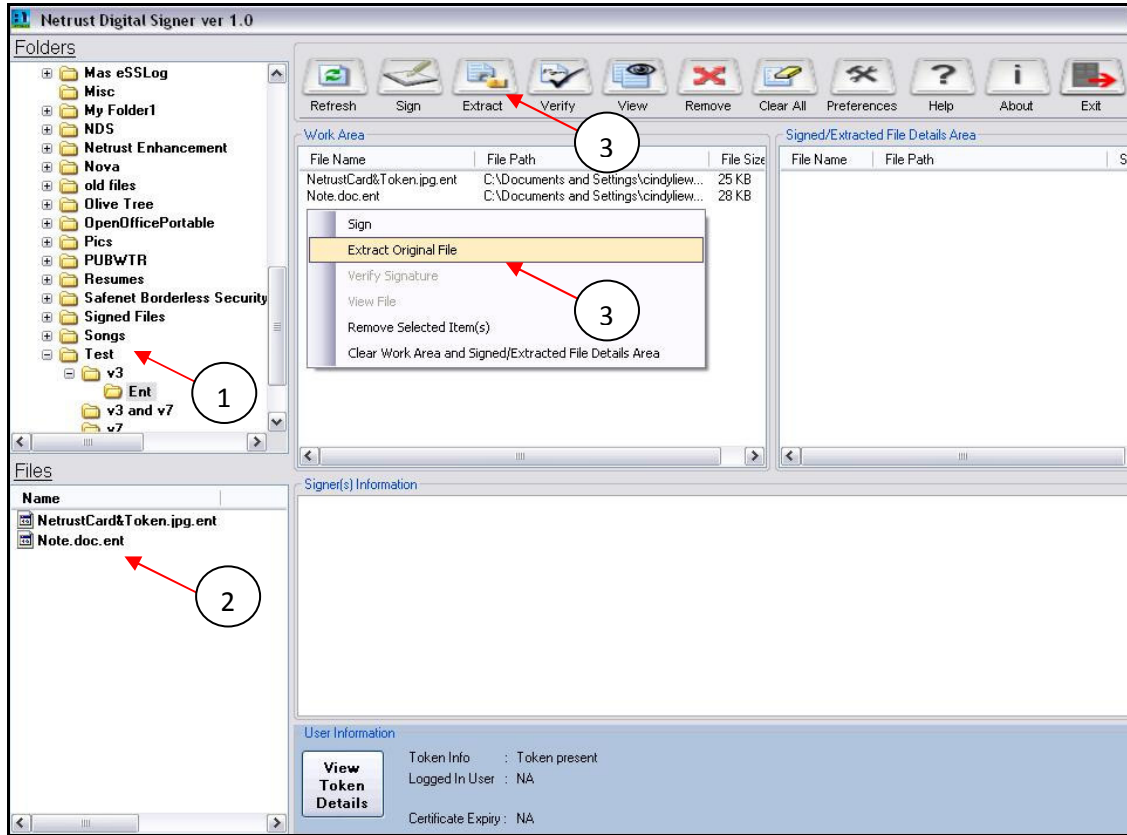 Netrust Digital Signer ver 1.0
Folders
Mas eSSLog
Misc
My Folder1
NDS
Netrust Enhancement
Nova
old files
Olive Tree
OpenOfficePortable
Pics
PUBWTR
Resumes
Safenet Borderless Security
Signed Files
Songs
Test
v3
Ent
v3 and v7
v7
1
Files
Name
NetrustCard&Token.jpg.ent
Note.doc.ent
2
Refresh Sign Extract Verify View Remove Clear All Preferences Help About Exit
3
Work Area
File Name File Path File Size
NetrustCard&Token.jpg.ent C:\Documents and Settings\cindyliew... 25 KB
Note.doc.ent C:\Documents and Settings\cindyliew... 28 KB
Sign
Extract Original File
Verify Signature
View File
Remove Selected Item(s)
Clear Work Area and Signed/Extracted File Details Area
3
Signed/Extracted File Details Area
File Name File Path S
Signer(s) Information
User Information
View
Token
Details
Token Info : Token present
Logged In User : NA
Certificate Expiry : NA